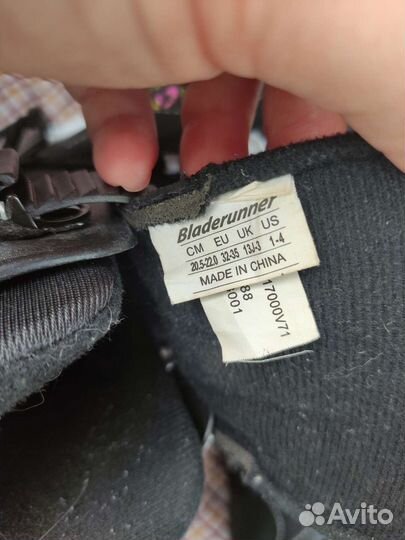 Bladerunner
CM EU UK US
20.5-22.0 32-35 13J-3 1-4
MADE IN CHINA
17000V71
88
0001
Avito